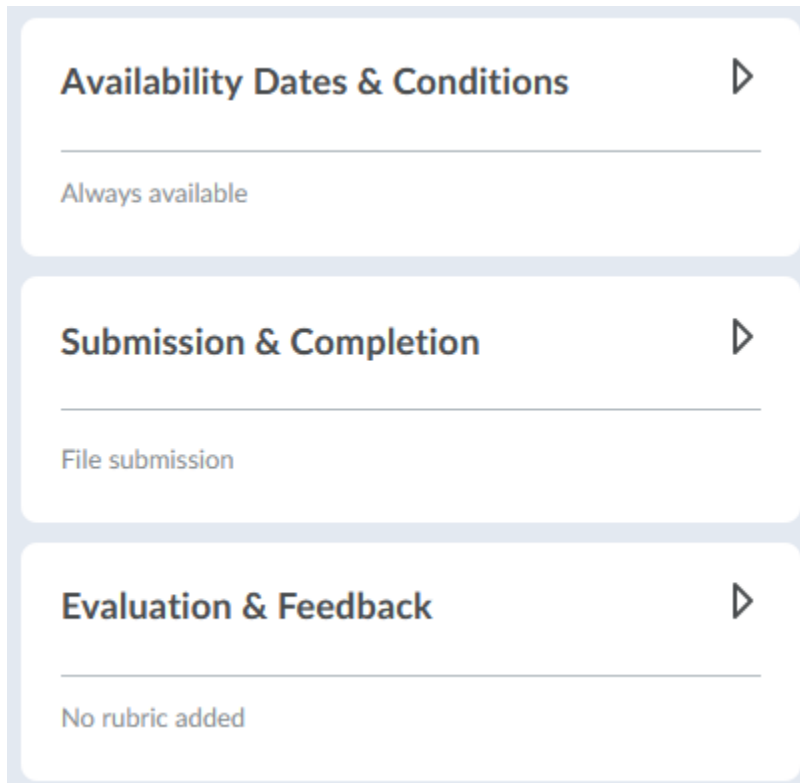 Availability Dates & Conditions
Always available
Submission & Completion
File submission
Evaluation & Feedback
No rubric added